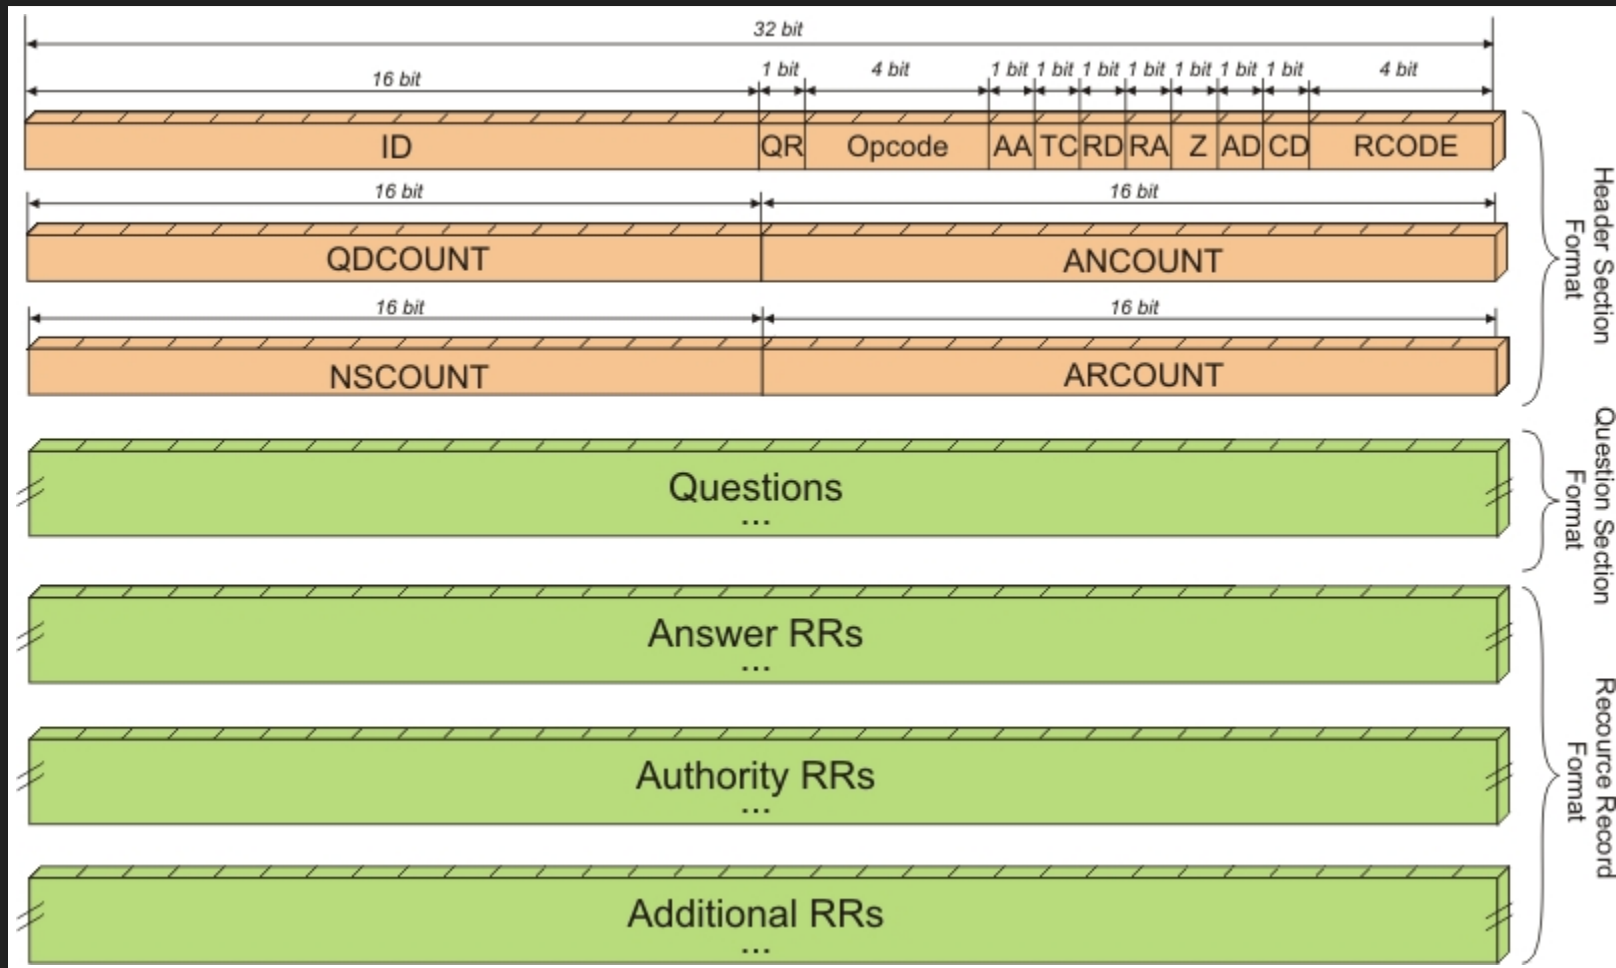 32 bit
16 bit 1 bit 4 bit 1 bit 1 bit 1 bit 1 bit 1 bit 1 bit 1 bit 4 bit
ID QR Opcode AA TC RD RA Z AD CD RCODE
16 bit 16 bit
QDCOUNT ANCOUNT
16 bit 16 bit
NSCOUNT ARCOUNT
Header Section
Format
Questions
...
Question Section
Format
Answer RRs
...
Authority RRs
...
Additional RRs
...
Recource Record
Format